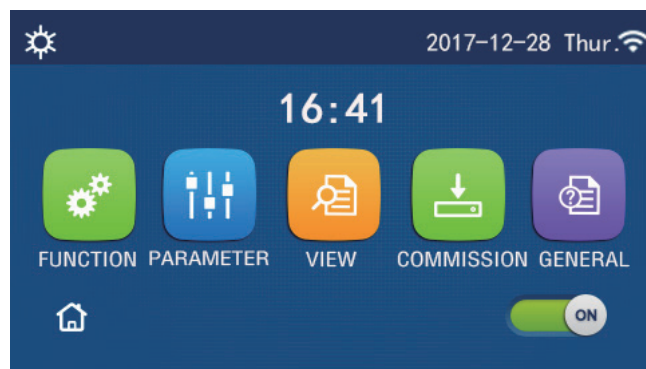 2017-12-28 Thur.
16:41
FUNCTION PARAMETER VIEW COMMISSION GENERAL
ON